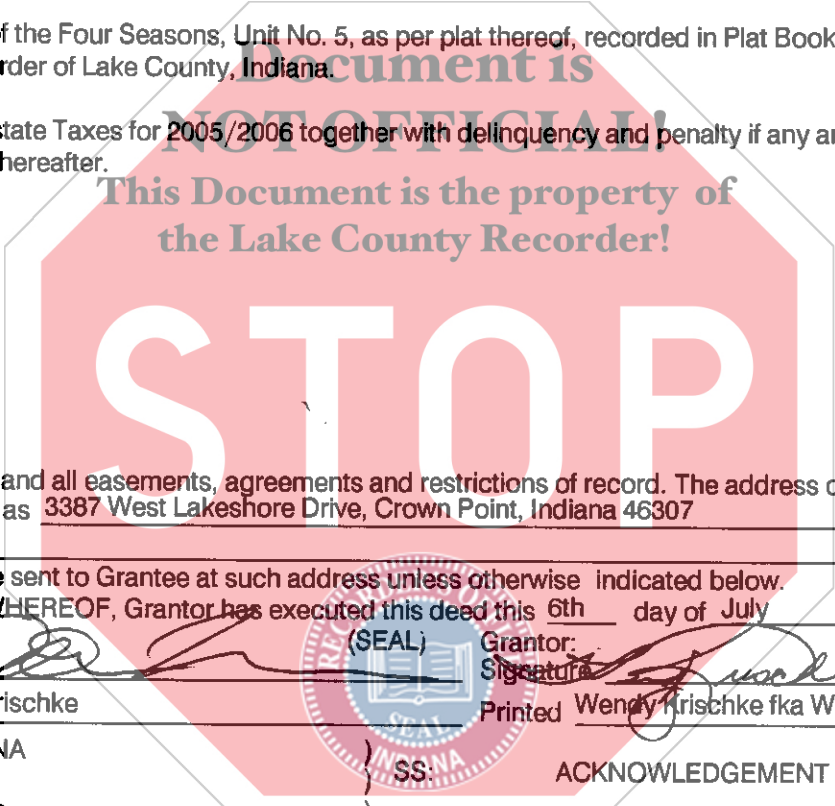 f the Four Seasons, Unit No. 5, as per plat thereof, recorded in Plat Book
rder of Lake County, Indiana.
Document is
NOT OFFICIAL!
state Taxes for 2005/2006 together with delinquency and penalty if any
hereafter.
This Document is the property of
the Lake County Recorder!
STOP
and all easements, agreements and restrictions of record. The address
as 3387 West Lakeshore Drive, Crown Point, Indiana 46307
sent to Grantee at such address unless otherwise indicated below.
HEREOF, Grantor has executed this deed this 6th day of July
(SEAL) Grantor:
Signature
rischke Printed Wendy Krischke fka W
NA
SS: ACKNOWLEDGEMENT
SEAL
INDIANA